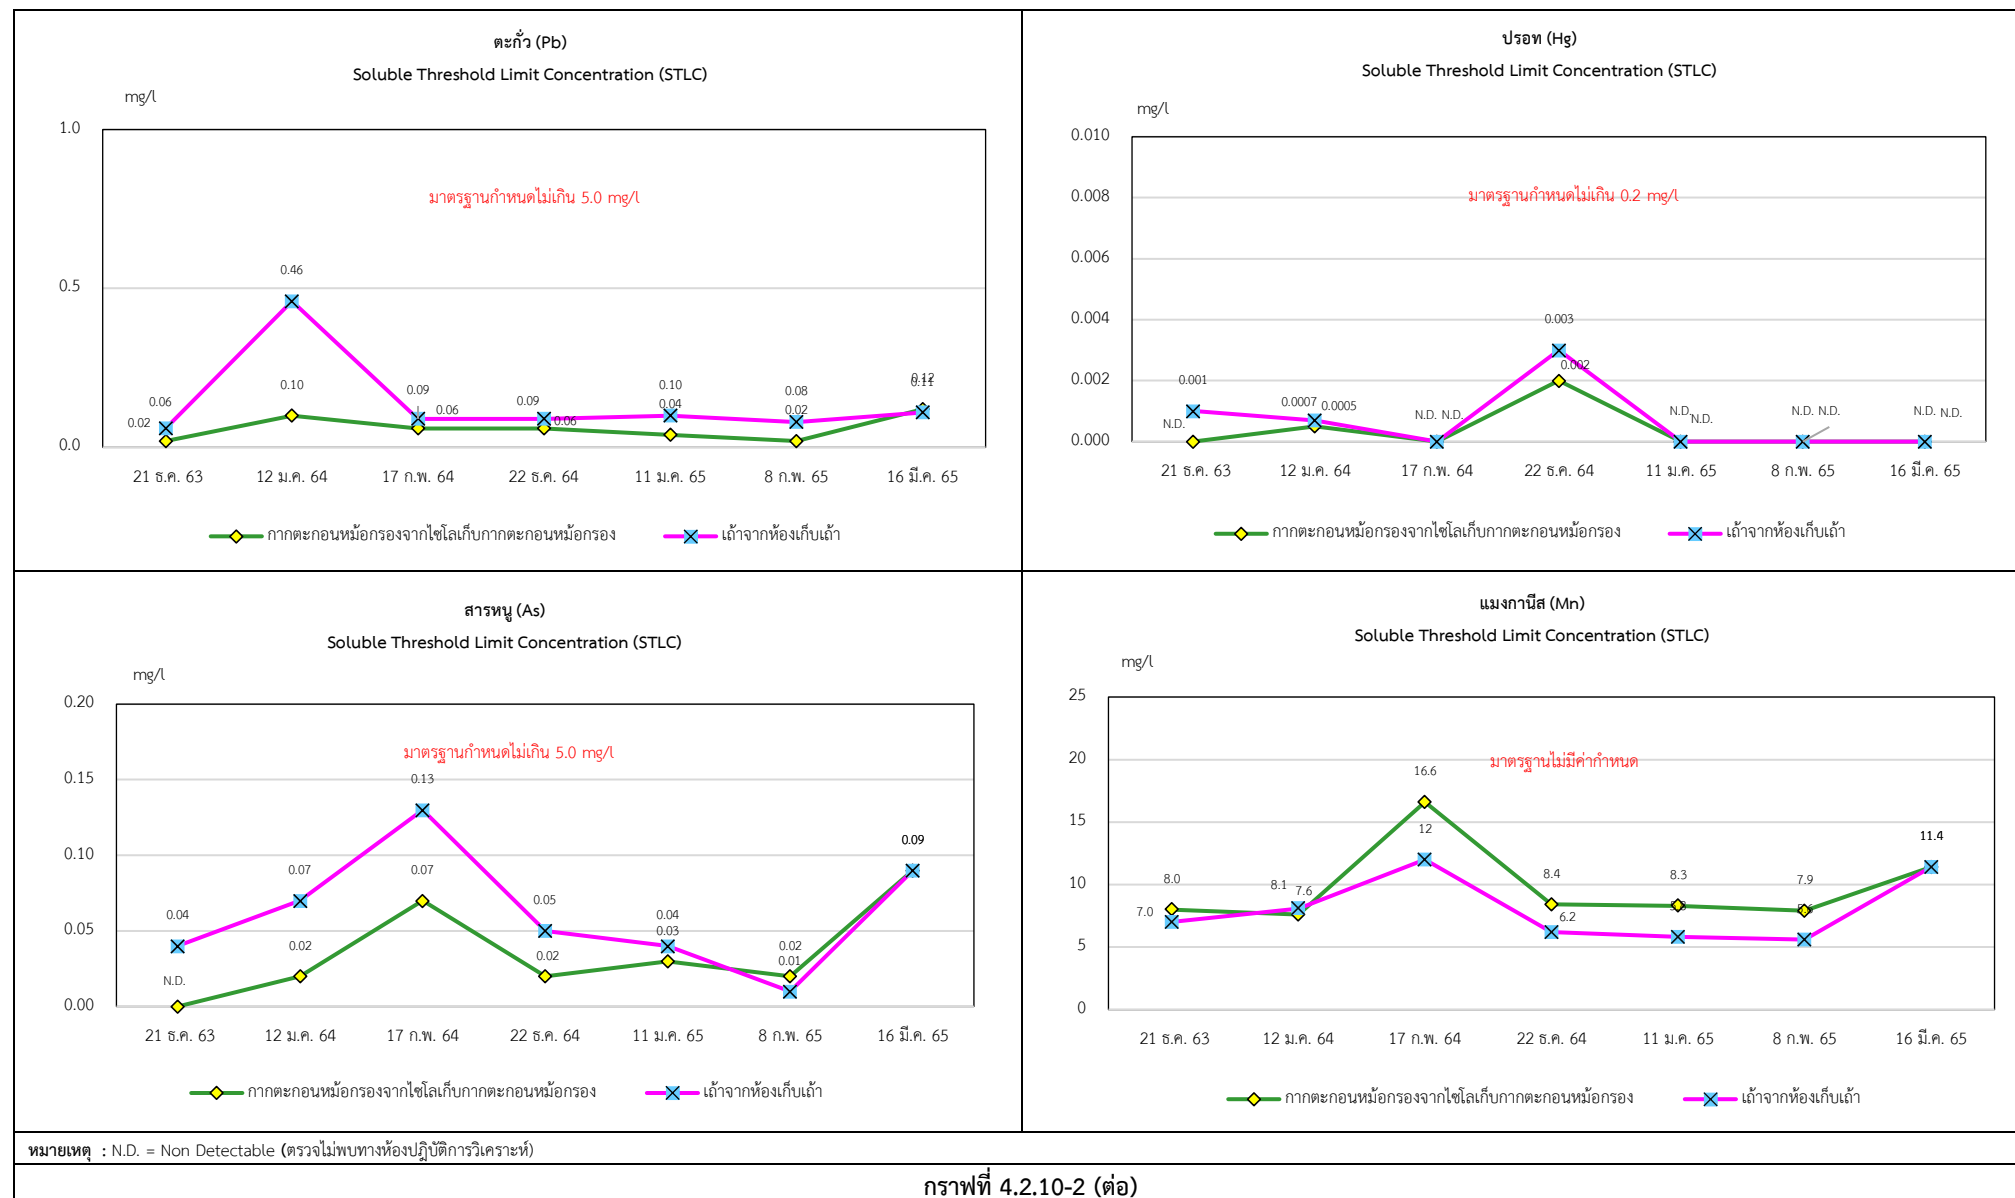 ตะกั่ว (Pb)
Soluble Threshold Limit Concentration (STLC)
mg/l
1.0
0.5
0.0
มาตรฐานกำหนดไม่เกิน 5.0 mg/l
0.06
0.02
0.46
0.10
0.09
0.06
0.09
0.06
0.10
0.04
0.08
0.02
0.12
0.11
21 ธ.ค. 63 12 ม.ค. 64 17 ก.พ. 64 22 ธ.ค. 64 11 ม.ค. 65 8 ก.พ. 65 16 มี.ค. 65
กากตะกอนหม้อกรองจากไซโลเก็บกากตะกอนหม้อกรอง เถ้าจากห้องเก็บเถ้า
ปรอท (Hg)
Soluble Threshold Limit Concentration (STLC)
mg/l
0.010
0.008
0.006
0.004
0.002
0.000
มาตรฐานกำหนดไม่เกิน 0.2 mg/l
0.001
N.D.
0.0007 0.0005
N.D. N.D.
0.003
0.002
N.D.
N.D.
N.D. N.D.
N.D. N.D.
21 ธ.ค. 63 12 ม.ค. 64 17 ก.พ. 64 22 ธ.ค. 64 11 ม.ค. 65 8 ก.พ. 65 16 มี.ค. 65
กากตะกอนหม้อกรองจากไซโลเก็บกากตะกอนหม้อกรอง เถ้าจากห้องเก็บเถ้า
สารหนู (As)
Soluble Threshold Limit Concentration (STLC)
mg/l
0.20
0.15
0.10
0.05
0.00
มาตรฐานกำหนดไม่เกิน 5.0 mg/l
0.04
N.D.
0.07
0.02
0.13
0.07
0.05
0.02
0.04
0.03
0.02
0.01
0.09
21 ธ.ค. 63 12 ม.ค. 64 17 ก.พ. 64 22 ธ.ค. 64 11 ม.ค. 65 8 ก.พ. 65 16 มี.ค. 65
กากตะกอนหม้อกรองจากไซโลเก็บกากตะกอนหม้อกรอง เถ้าจากห้องเก็บเถ้า
แมงกานีส (Mn)
Soluble Threshold Limit Concentration (STLC)
mg/l
25
20
15
10
5
0
มาตรฐานไม่มีค่ากำหนด
8.0
7.0
8.1 7.6
16.6
12
8.4
6.2
8.3
5.8
7.9
5.6
11.4
21 ธ.ค. 63 12 ม.ค. 64 17 ก.พ. 64 22 ธ.ค. 64 11 ม.ค. 65 8 ก.พ. 65 16 มี.ค. 65
กากตะกอนหม้อกรองจากไซโลเก็บกากตะกอนหม้อกรอง เถ้าจากห้องเก็บเถ้า
หมายเหตุ : N.D. = Non Detectable (ตรวจไม่พบทางห้องปฏิบัติการวิเคราะห์)
กราฟที่ 4.2.10-2 (ต่อ)